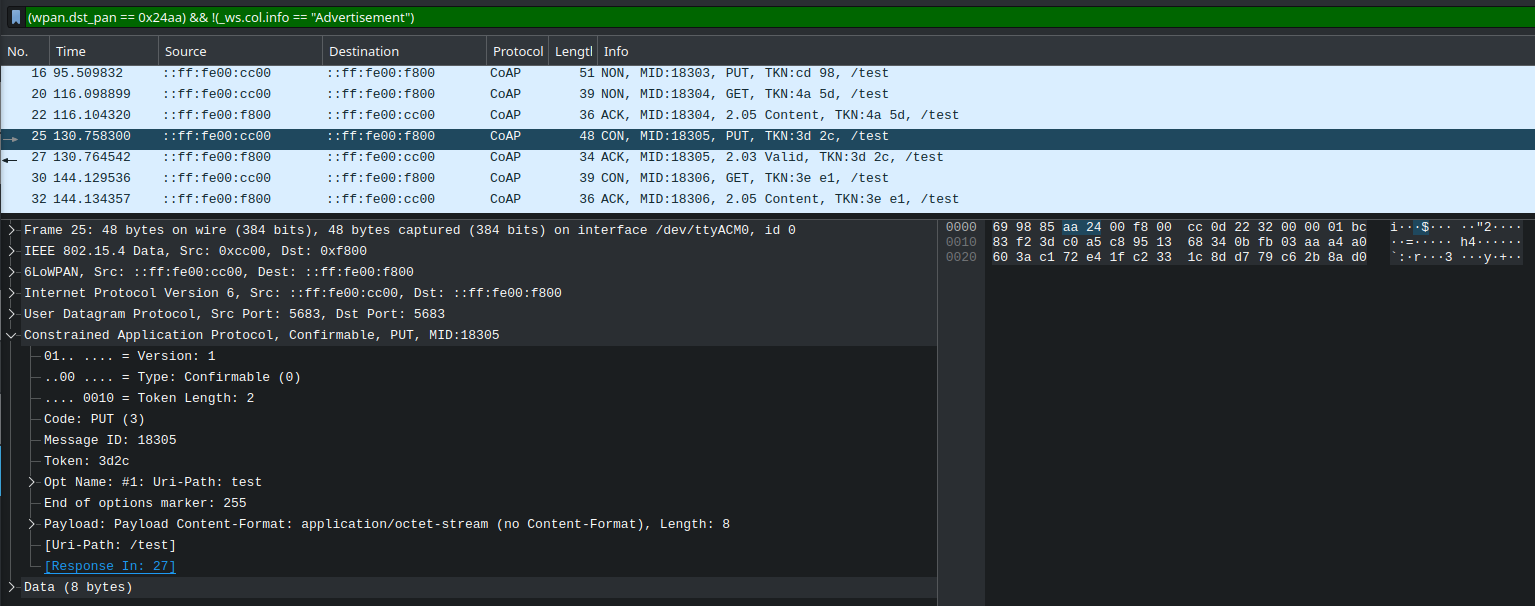 (wpan.dst_pan == 0x24aa) && !(_ws.col.info == "Advertisement")
No. Time Source Destination Protocol Lengtl Info
16 95.509832 ::ff:fe00:cc00 ::ff:fe00:f800 CoAP 51 NON, MID:18303, PUT, TKN:cd 98, /test
20 116.098899 ::ff:fe00:cc00 ::ff:fe00:f800 CoAP 39 NON, MID:18304, GET, TKN:4a 5d, /test
22 116.104320 ::ff:fe00:f800 ::ff:fe00:cc00 CoAP 36 ACK, MID:18304, 2.05 Content, TKN:4a 5d, /test
25 130.758300 ::ff:fe00:cc00 ::ff:fe00:f800 CoAP 48 CON, MID:18305, PUT, TKN:3d 2c, /test
27 130.764542 ::ff:fe00:f800 ::ff:fe00:cc00 CoAP 34 ACK, MID:18305, 2.03 Valid, TKN:3d 2c, /test
30 144.129536 ::ff:fe00:cc00 ::ff:fe00:f800 CoAP 39 CON, MID:18306, GET, TKN:3e e1, /test
32 144.134357 ::ff:fe00:f800 ::ff:fe00:cc00 CoAP 36 ACK, MID:18306, 2.05 Content, TKN:3e e1, /test
Frame 25: 48 bytes on wire (384 bits), 48 bytes captured (384 bits) on interface /dev/ttyACM0, id 0
IEEE 802.15.4 Data, Src: 0xcc00, Dst: 0xf800
6LoWPAN, Src: ::ff:fe00:cc00, Dest: ::ff:fe00:f800
Internet Protocol Version 6, Src: ::ff:fe00:cc00, Dst: ::ff:fe00:f800
User Datagram Protocol, Src Port: 5683, Dst Port: 5683
Constrained Application Protocol, Confirmable, PUT, MID:18305
01.. .... = Version: 1
..00 .... = Type: Confirmable (0)
.... 0010 = Token Length: 2
Code: PUT (3)
Message ID: 18305
Token: 3d2c
Opt Name: #1: Uri-Path: test
End of options marker: 255
Payload: Payload Content-Format: application/octet-stream (no Content-Format), Length: 8
[Uri-Path: /test]
[Response In: 27]
Data (8 bytes)
0000 69 98 85 aa 24 00 f8 00 cc 0d 22 32 00 00 01 bc i···$··· ··"2····
0010 83 f2 3d c0 a5 c8 95 13 68 34 0b fb 03 aa a4 a0 ··=····· h4······
0020 60 3a c1 72 e4 1f c2 33 1c 8d d7 79 c6 2b 8a d0 `:·r···3 ···y·+··